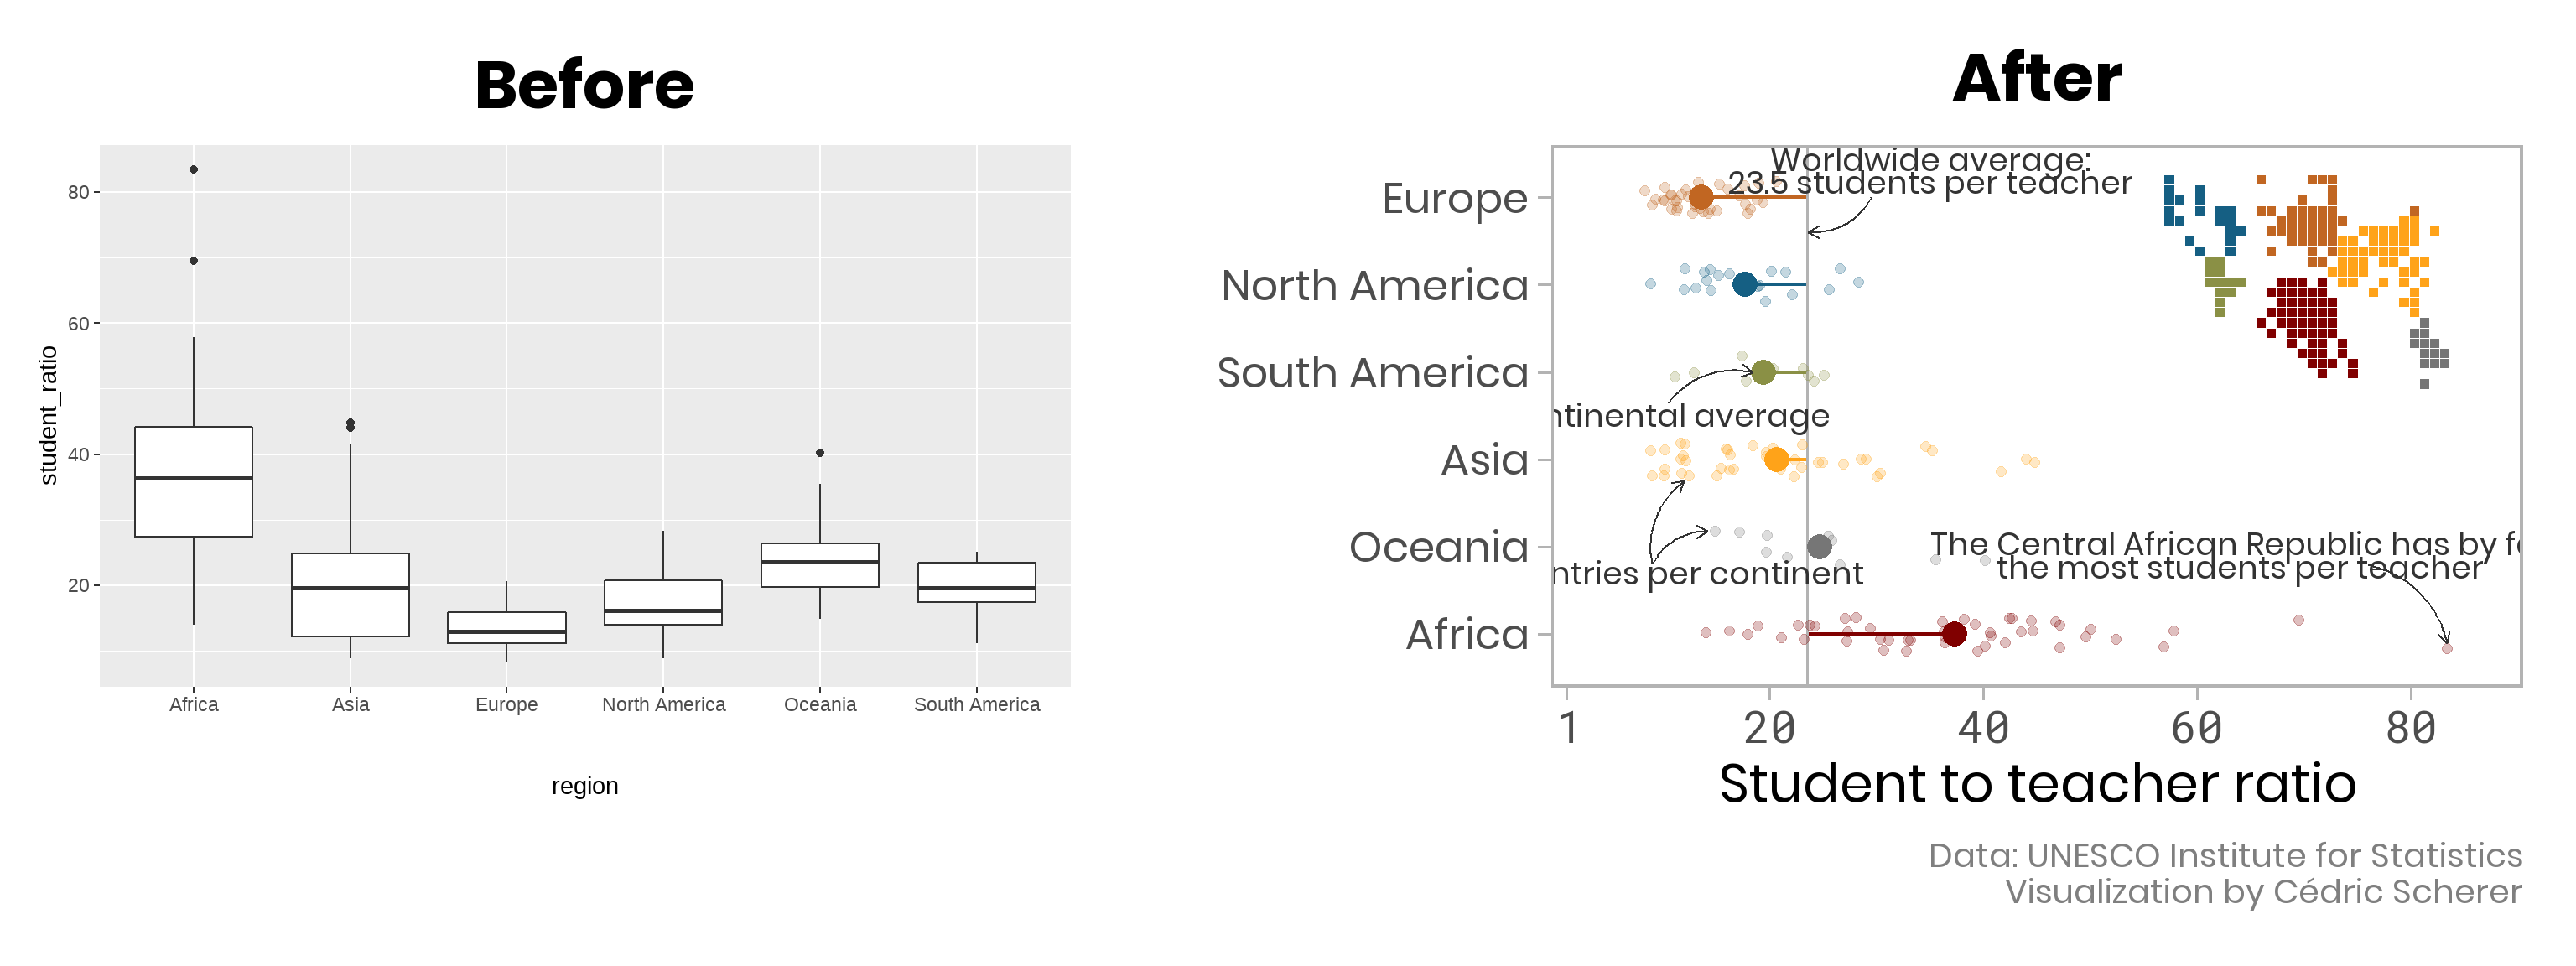 Before
student_ratio
80
60
40
20
Africa
Asia
Europe
North America
Oceania
South America
region
After
Europe
North America
South America
Asia
Oceania
Africa
Worldwide average:
23.5 students per teacher
ntinental average
ntries per continent
The Central African Republic has by
the most students per teacher
1
20
40
60
80
Student to teacher ratio
Data: UNESCO Institute for Statistics
Visualization by Cédric Scherer